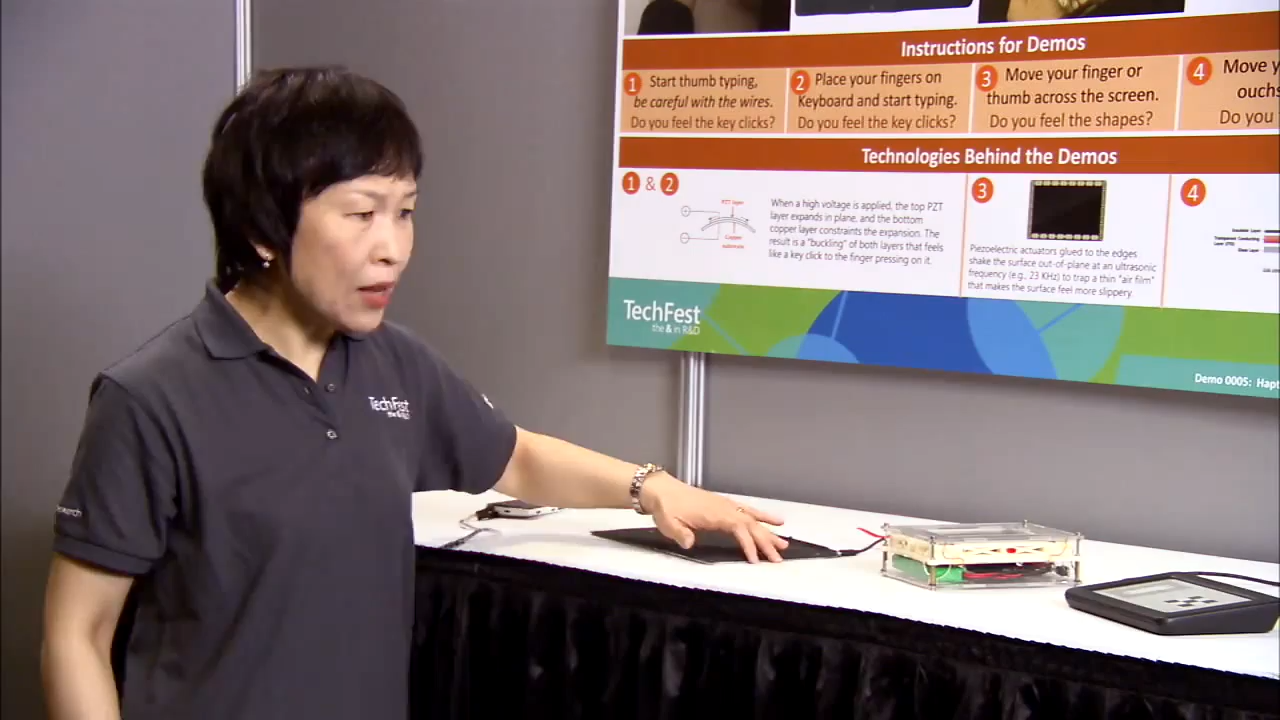 Instructions for Demos
1 Start thumb typing,
be careful with the wires.
Do you feel the key clicks?
2 Place your fingers on
Keyboard and start typing.
Do you feel the key clicks?
3 Move your finger or
thumb across the screen.
Do you feel the shapes?
4 Move y
ouchs
Do you
Technologies Behind the Demos
1 & 2
PZT layer
Copper
substrate
When a high voltage is applied, the top PZT
layer expands in plane, and the bottom
copper layer constraints the expansion. The
result is a "buckling" of both layers that feels
like a key click to the finger pressing on it.
3
Piezoelectric actuators glued to the edges
shake the surface out-of-plane at an ultrasonic
frequency (e.g., 23 KHz) to trap a thin "air film"
that makes the surface feel more slippery.
4
TechFest
the & in R&D
Demo 0005: Hapt
TechFest
the & in R&D